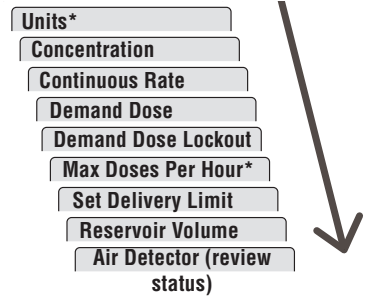 Units*
Concentration
Continuous Rate
Demand Dose
Demand Dose Lockout
Max Doses Per Hour*
Set Delivery Limit
Reservoir Volume
Air Detector (review
status)